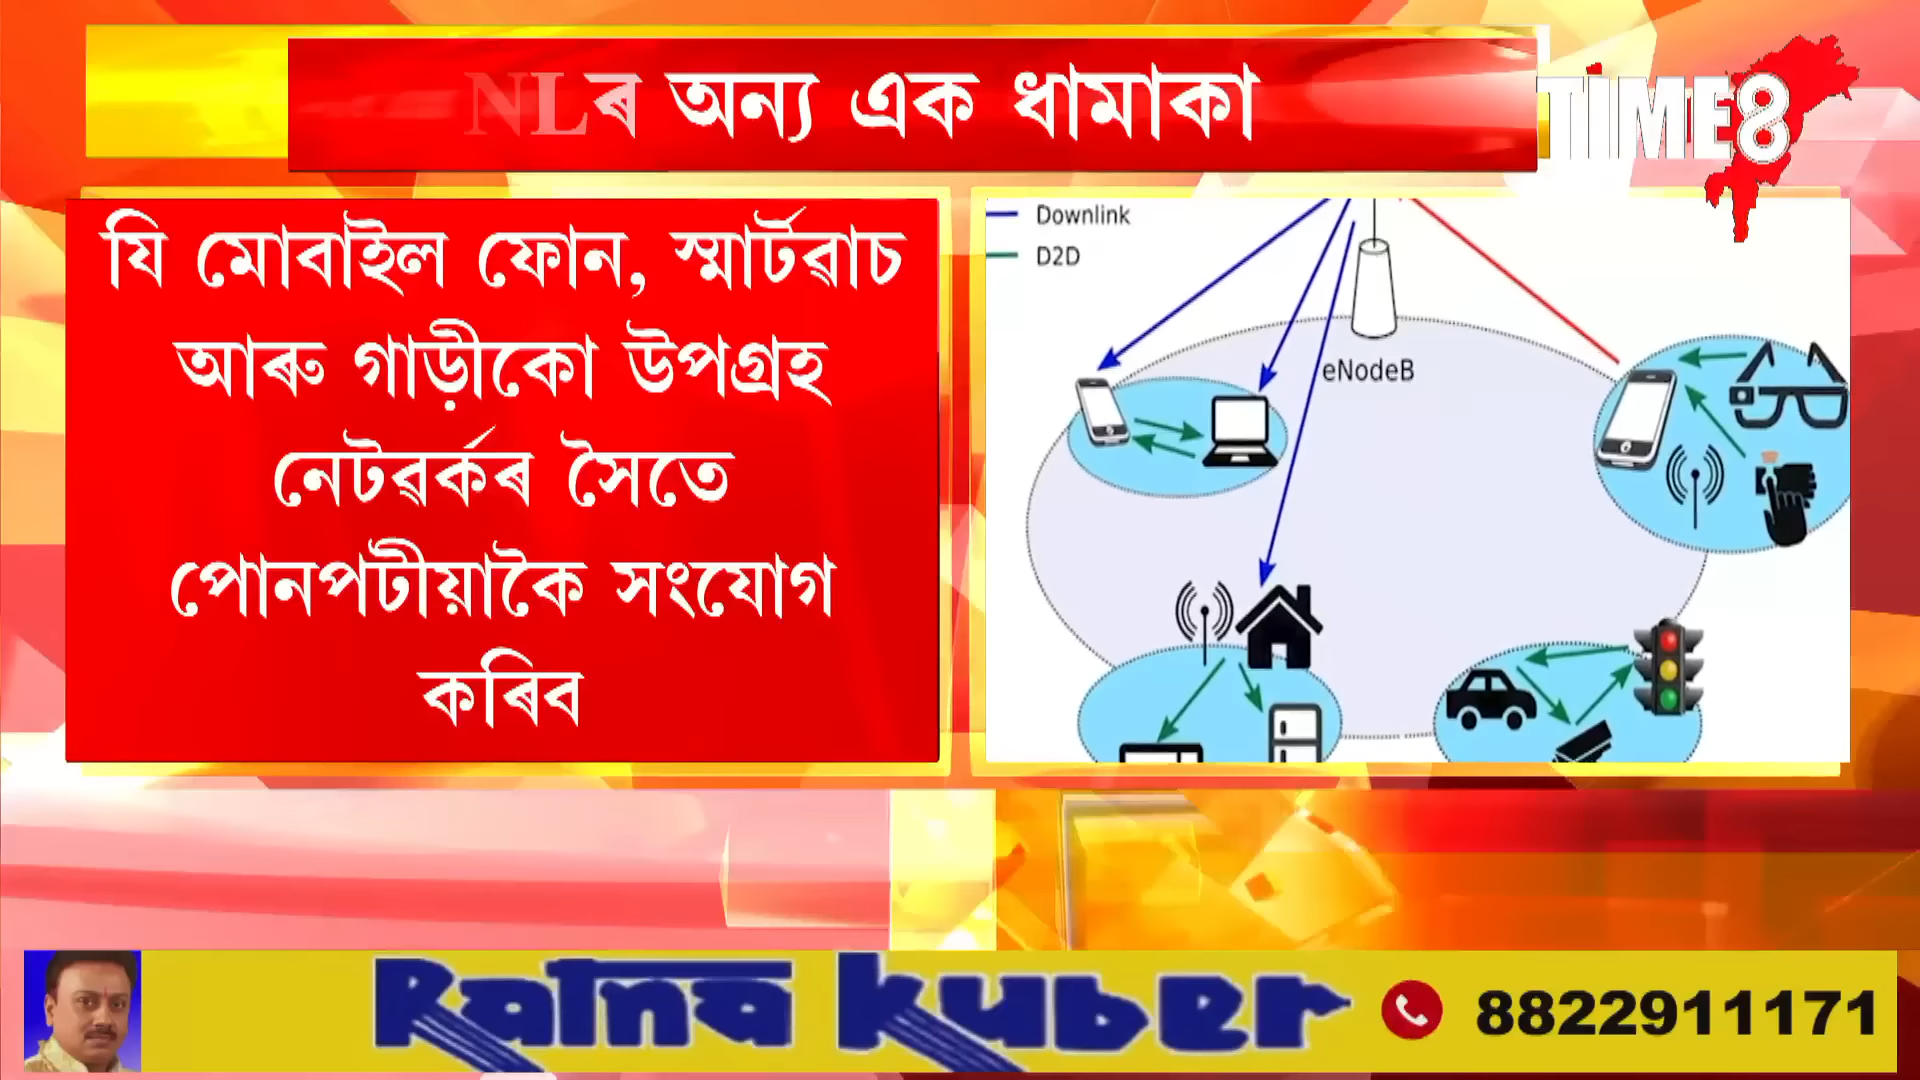 NLৰ অন্য এক ধামাকা
TIME8
যি মোবাইল ফোন, স্মাৰ্টৱাচ
আৰু গাড়ীকো উপগ্ৰহ
নেটৱৰ্কৰ সৈতে
পোনপটীয়াকৈ সংযোগ
কৰিব
Downlink
D2D
eNodeB
Ratna Kuber
8822911171